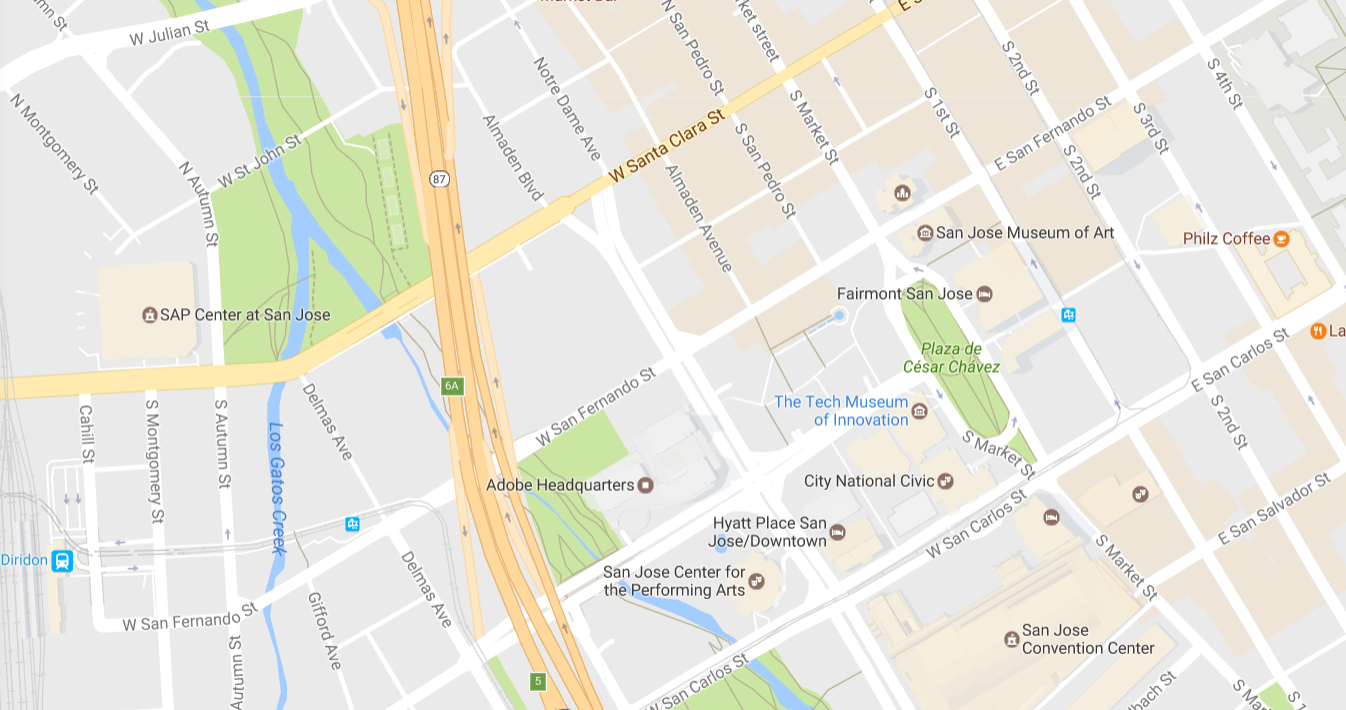 W Julian St
N Montgomery St
W St John St
N Autumn St
87
Notre Dame Ave
Almaden Blvd
W Santa Clara St
N San Pedro St
S San Pedro St
Almaden Avenue
S Market St
S 1st St
S 2nd St
S 2nd St
S 3rd St
S 4th St
E San Fernando St
San Jose Museum of Art
Philz Coffee
Fairmont San Jose
Plaza de
César Chávez
SAP Center at San Jose
La
E San Carlos St
6A
Cahill St
S Montgomery St
S Autumn St
Los Gatos Creek
Delmas Ave
W San Fernando St
The Tech Museum
of Innovation
S Market St
S 2nd St
Adobe Headquarters
City National Civic
Hyatt Place San
Jose/Downtown
W San Carlos St
E San Salvador St
Diridon
San Jose Center for
the Performing Arts
Delmas Ave
S Market St
W San Fernando St
Gifford Ave
Autumn St
San Jose
Convention Center
5
W San Carlos St
S 1